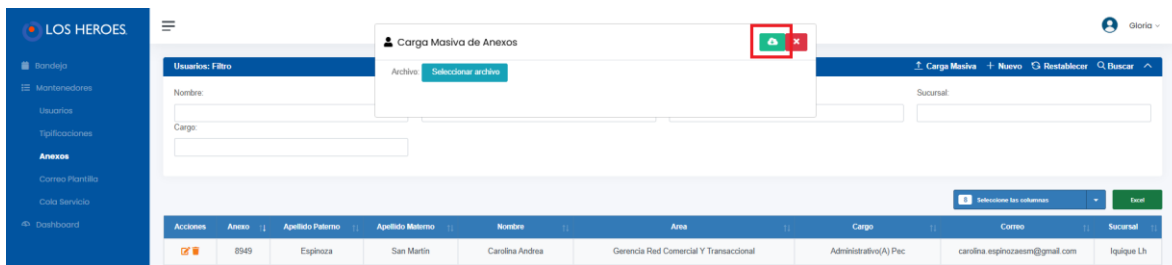 LOS HEROES.
Gloria
Carga Masiva de Anexos
Archivo: Seleccionar archivo
Bandeja
Mantenedores
Usuarios
Tipificaciones
Anexos
Correo Plantilla
Cola Servicio
Dashboard
Usuarios: Filtro
Carga Masiva + Nuevo Restablecer Buscar
Nombre:
Sucursal:
Cargo:
8 Seleccione las columnas Excel
Acciones Anexo Apellido Paterno Apellido Materno Nombre Area Cargo Correo Sucursal
8949 Espinoza San Martin Carolina Andrea Gerencia Red Comercial Y Transaccional Administrativo(A) Pec carolina.espinozaesm@gmail.com Iquique Lh